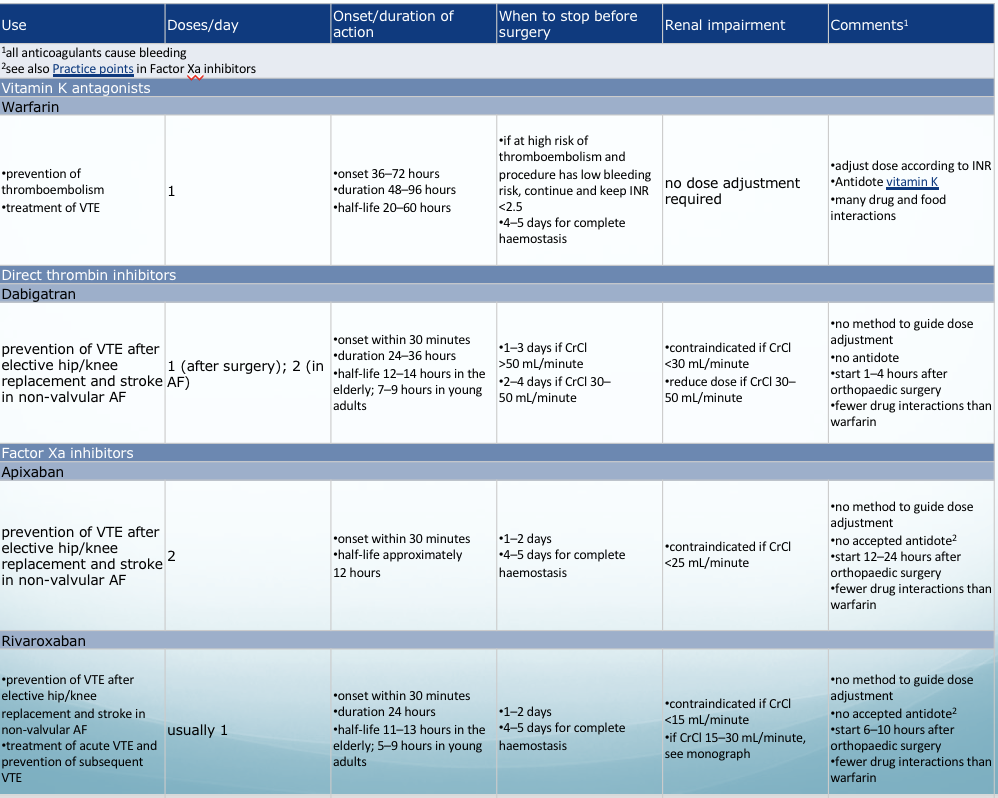 Use
Doses/day
Onset/duration of
action
When to stop before
surgery
Renal impairment
Comments¹
¹all anticoagulants cause bleeding
²see also Practice points in Factor Xa inhibitors
Vitamin K antagonists
Warfarin
•prevention of
thromboembolism
•treatment of VTE
1
•onset 36–72 hours
•duration 48–96 hours
•half-life 20–60 hours
•if at high risk of
thromboembolism and
procedure has low bleeding
risk, continue and keep INR
<2.5
•4–5 days for complete
haemostasis
no dose adjustment
required
•adjust dose according to INR
•Antidote vitamin K
•many drug and food
interactions
Direct thrombin inhibitors
Dabigatran
prevention of VTE after
elective hip/knee
replacement and stroke
in non-valvular AF
1 (after surgery); 2 (in
AF)
•onset within 30 minutes
•duration 24–36 hours
•half-life 12–14 hours in the
elderly; 7–9 hours in young
adults
•1–3 days if CrCl
>50 mL/minute
•2–4 days if CrCl 30–
50 mL/minute
•contraindicated if CrCl
<30 mL/minute
•reduce dose if CrCl 30–
50 mL/minute
•no method to guide dose
adjustment
•no antidote
•start 1–4 hours after
orthopaedic surgery
•fewer drug interactions than
warfarin
Factor Xa inhibitors
Apixaban
prevention of VTE after
elective hip/knee
replacement and stroke
in non-valvular AF
2
•onset within 30 minutes
•half-life approximately
12 hours
•1–2 days
•4–5 days for complete
haemostasis
•contraindicated if CrCl
<25 mL/minute
•no method to guide dose
adjustment
•no accepted antidote²
•start 12–24 hours after
orthopaedic surgery
•fewer drug interactions than
warfarin
Rivaroxaban
•prevention of VTE after
elective hip/knee
replacement and stroke in
non-valvular AF
•treatment of acute VTE and
prevention of subsequent
VTE
usually 1
•onset within 30 minutes
•duration 24 hours
•half-life 11–13 hours in the
elderly; 5–9 hours in young
adults
•1–2 days
•4–5 days for complete
haemostasis
•contraindicated if CrCl
<15 mL/minute
•if CrCl 15–30 mL/minute,
see monograph
•no method to guide dose
adjustment
•no accepted antidote²
•start 6–10 hours after
orthopaedic surgery
•fewer drug interactions than
warfarin